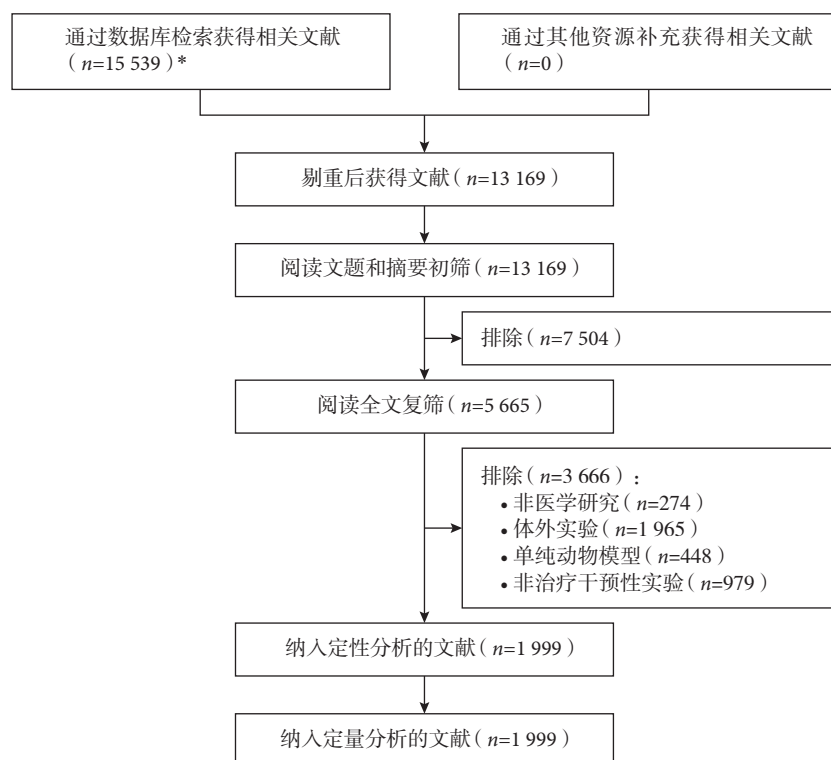 通过数据库检索获得相关文献
（n=15 539）*
通过其他资源补充获得相关文献
（n=0）
剔重后获得文献（n=13 169）
阅读文题和摘要初筛（n=13 169）
排除（n=7 504）
阅读全文复筛（n=5 665）
排除（n=3 666）：
• 非医学研究（n=274）
• 体外实验（n=1 965）
• 单纯动物模型（n=448）
• 非治疗干预性实验（n=979）
纳入定性分析的文献（n=1 999）
纳入定量分析的文献（n=1 999）